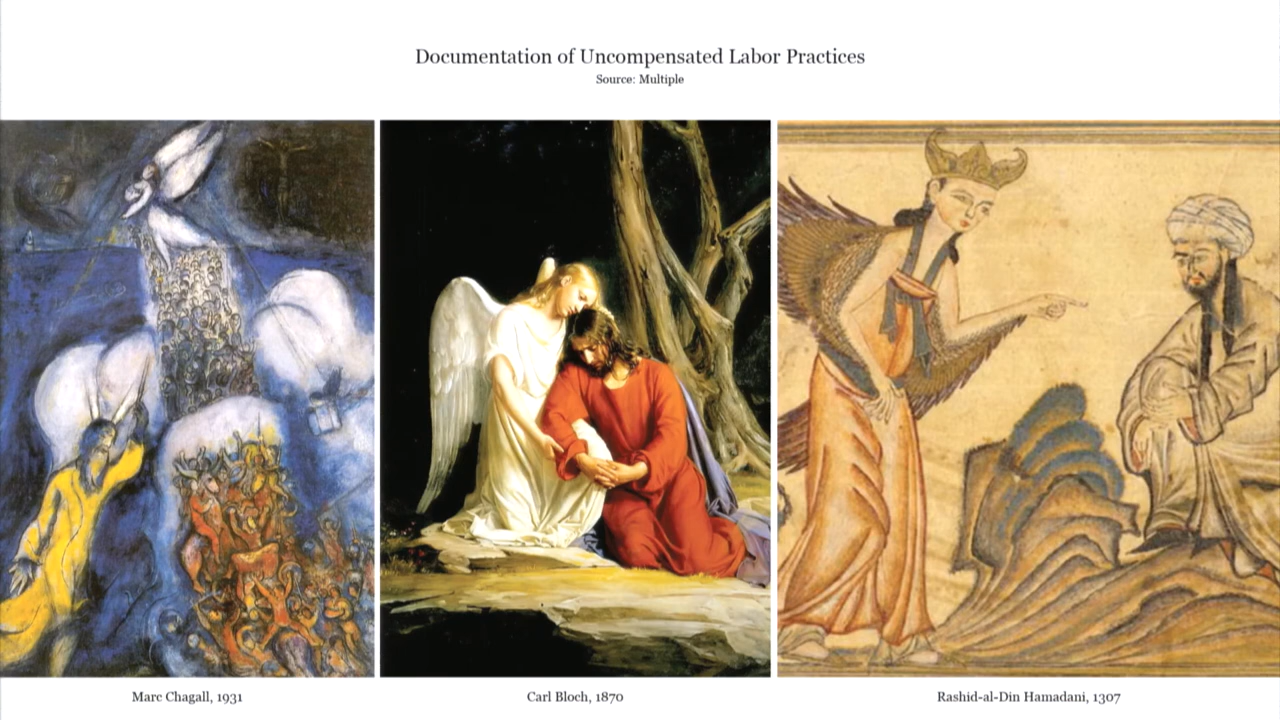 Documentation of Uncompensated Labor Practices
Source: Multiple
Marc Chagall, 1931
Carl Bloch, 1870
Rashid-al-Din Hamadani, 1307